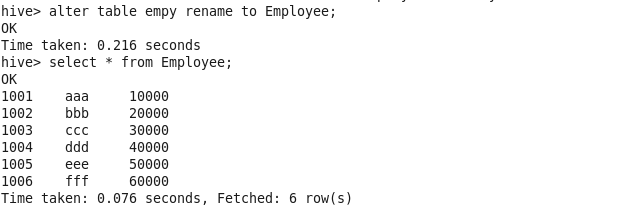 hive> alter table empy rename to Employee;
OK
Time taken: 0.216 seconds
hive> select * from Employee;
OK
1001    aaa     10000
1002    bbb     20000
1003    ccc     30000
1004    ddd     40000
1005    eee     50000
1006    fff     60000
Time taken: 0.076 seconds, Fetched: 6 row(s)